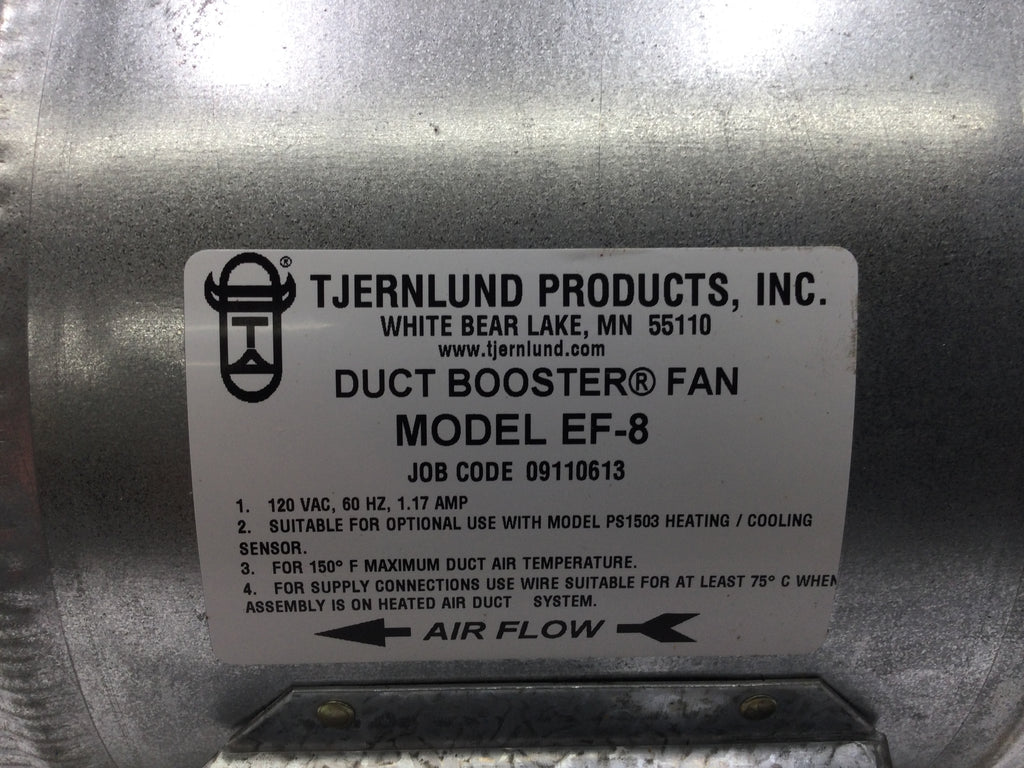 ®
TJERNLUND PRODUCTS, INC.
WHITE BEAR LAKE, MN 55110
www.tjernlund.com
DUCT BOOSTER® FAN
MODEL EF-8
JOB CODE 09110613
1. 120 VAC, 60 HZ, 1.17 AMP
2. SUITABLE FOR OPTIONAL USE WITH MODEL PS1503 HEATING / COOLING
SENSOR.
3. FOR 150° F MAXIMUM DUCT AIR TEMPERATURE.
4. FOR SUPPLY CONNECTIONS USE WIRE SUITABLE FOR AT LEAST 75° C WHEN
ASSEMBLY IS ON HEATED AIR DUCT SYSTEM.
AIR FLOW